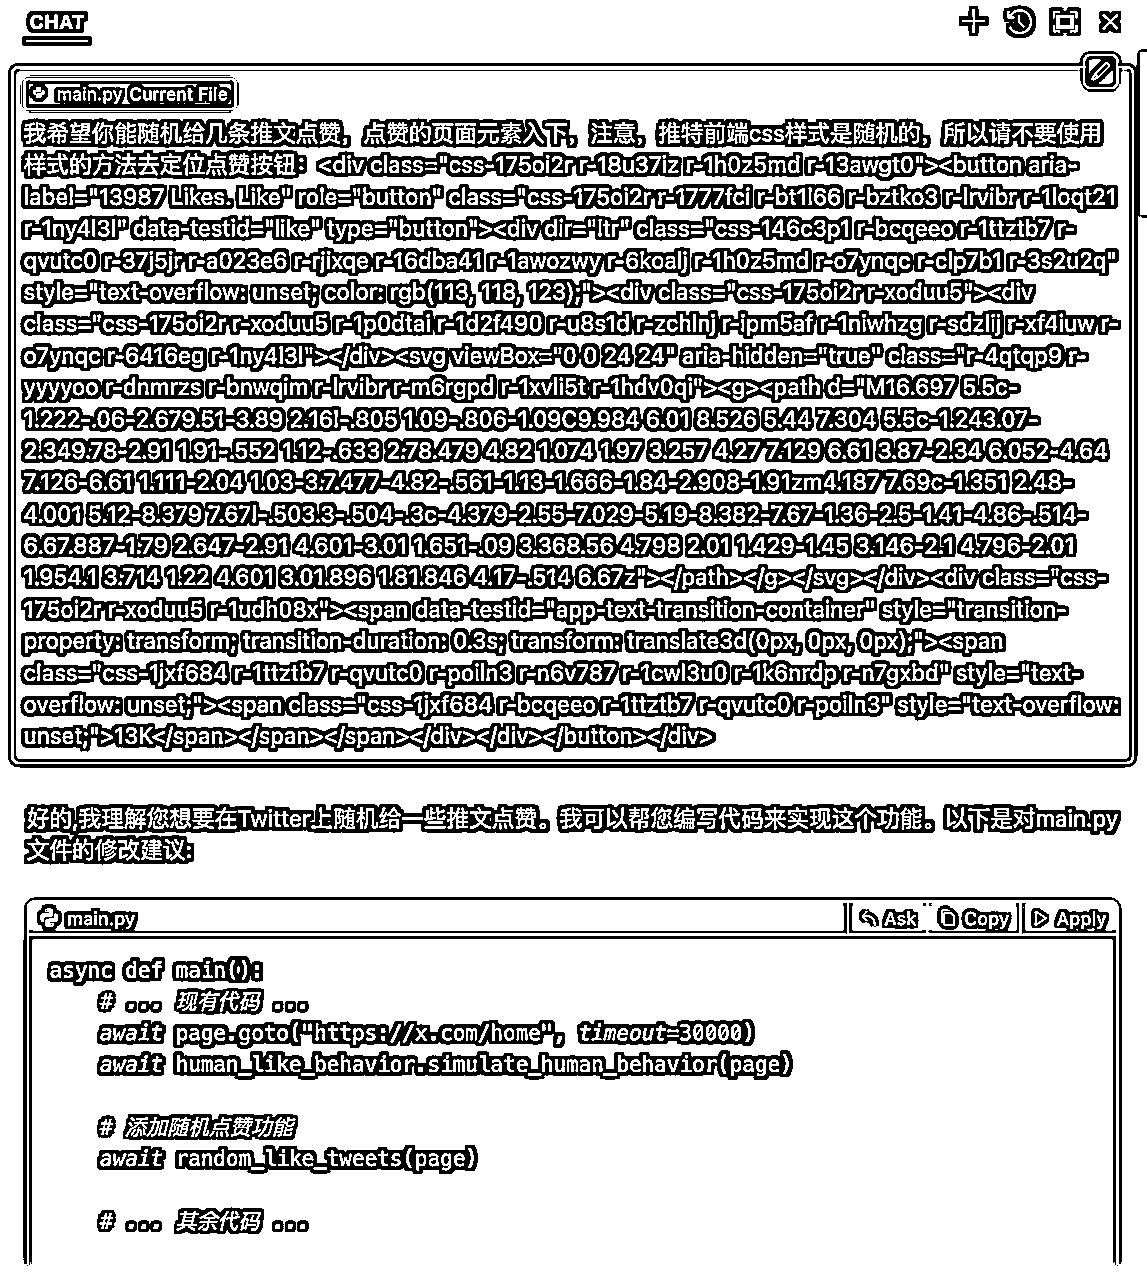 CHAT
main.py Current File
我希望你能随机给几条推文点赞，点赞的页面元素入下，注意，推特前端css样式是随机的，所以请不要使用
样式的方法去定位点赞按钮：<div class="css-175oi2r r-18u37iz r-1h0z5md r-13awgt0"><button aria-
label="13987 Likes. Like" role="button" class="css-175oi2r r-1777fci r-bt1l66 r-bztko3 r-lrvibr r-1loqt21
r-1ny4l3l" data-testid="like" type="button"><div dir="ltr" class="css-146c3p1 r-bcqeeo r-1ttztb7 r-
qvutc0 r-37j5jr r-a023e6 r-rjixqe r-16dba41 r-1awozwy r-6koalj r-1h0z5md r-o7ynqc r-clp7b1 r-3s2u2q"
style="text-overflow: unset; color: rgb(113, 118, 123);"><div class="css-175oi2r r-xoduu5"><div
class="css-175oi2r r-xoduu5 r-1p0dtai r-1d2f490 r-u8s1d r-zchlnj r-ipm5af r-1niwhzg r-sdzlij r-xf4iuw r-
o7ynqc r-6416eg r-1ny4l3l"></div><svg viewBox="0 0 24 24" aria-hidden="true" class="r-4qtqp9 r-
yyyyoo r-dnmrzs r-bnwqim r-lrvibr r-m6rgpd r-1xvli5t r-1hdv0qi"><g><path d="M16.697 5.5c-
1.222-.06-2.679.51-3.89 2.16l-.805 1.09-.806-1.09C9.984 6.01 8.526 5.44 7.304 5.5c-1.243.07-
2.349.78-2.91 1.91-.552 1.12-.633 2.78.479 4.82 1.074 1.97 3.257 4.27 7.129 6.61 3.87-2.34 6.052-4.64
7.126-6.61 1.111-2.04 1.03-3.7.477-4.82-.561-1.13-1.666-1.84-2.908-1.91zm4.187 7.69c-1.351 2.48-
4.001 5.12-8.379 7.67l-.503.3-.504-.3c-4.379-2.55-7.029-5.19-8.382-7.67-1.36-2.5-1.41-4.86-.514-
6.67.887-1.79 2.647-2.91 4.601-3.01 1.651-.09 3.368.56 4.798 2.01 1.429-1.45 3.146-2.1 4.796-2.01
1.954.1 3.714 1.22 4.601 3.01.896 1.81.846 4.17-.514 6.67z"></path></g></svg></div><div class="css-
175oi2r r-xoduu5 r-1udh08x"><span data-testid="app-text-transition-container" style="transition-
property: transform; transition-duration: 0.3s; transform: translate3d(0px, 0px, 0px);"><span
class="css-1jxf684 r-1ttztb7 r-qvutc0 r-poiln3 r-n6v787 r-1cwl3u0 r-1k6nrdp r-n7gxbd" style="text-
overflow: unset;"><span class="css-1jxf684 r-bcqeeo r-1ttztb7 r-qvutc0 r-poiln3" style="text-overflow:
unset;">13K</span></span></span></div></div></button></div>
好的,我理解您想要在Twitter上随机给一些推文点赞。我可以帮您编写代码来实现这个功能。以下是对main.py
文件的修改建议:
main.py Ask Copy Apply
async def main():
# ... 现有代码 ...
await page.goto("https://x.com/home", timeout=30000)
await human_like_behavior.simulate_human_behavior(page)
# 添加随机点赞功能
await random_like_tweets(page)
# ... 其余代码 ...